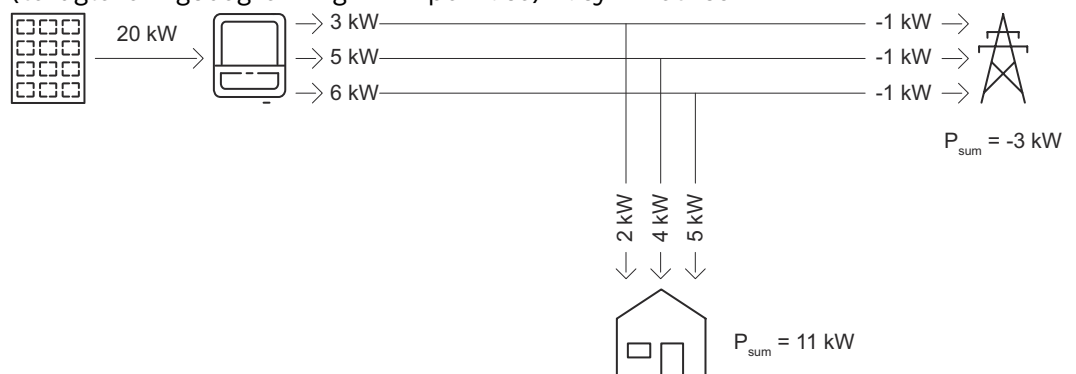 20 kW
3 kW -1 kW
5 kW -1 kW
6 kW -1 kW
P_sum = -3 kW
2 kW
4 kW
5 kW
P_sum = 11 kW